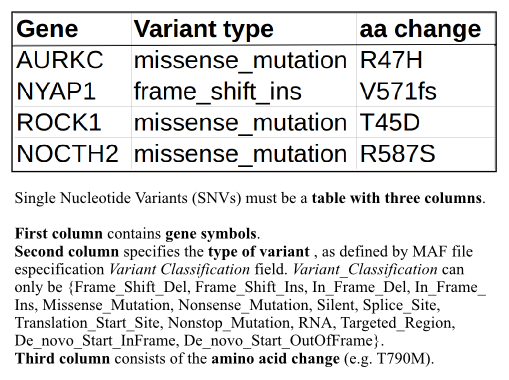 Gene Variant type aa change
AURKC missense_mutation R47H
NYAP1 frame_shift_ins V571fs
ROCK1 missense_mutation T45D
NOCTH2 missense_mutation R587S
Single Nucleotide Variants (SNVs) must be a table with three columns.
First column contains gene symbols.
Second column specifies the type of variant , as defined by MAF file
especification Variant Classification field. Variant_Classification can
only be {Frame_Shift_Del, Frame_Shift_Ins, In_Frame_Del, In_Frame_
Ins, Missense_Mutation, Nonsense_Mutation, Silent, Splice_Site,
Translation_Start_Site, Nonstop_Mutation, RNA, Targeted_Region,
De_novo_Start_InFrame, De_novo_Start_OutOfFrame}.
Third column consists of the amino acid change (e.g. T790M).